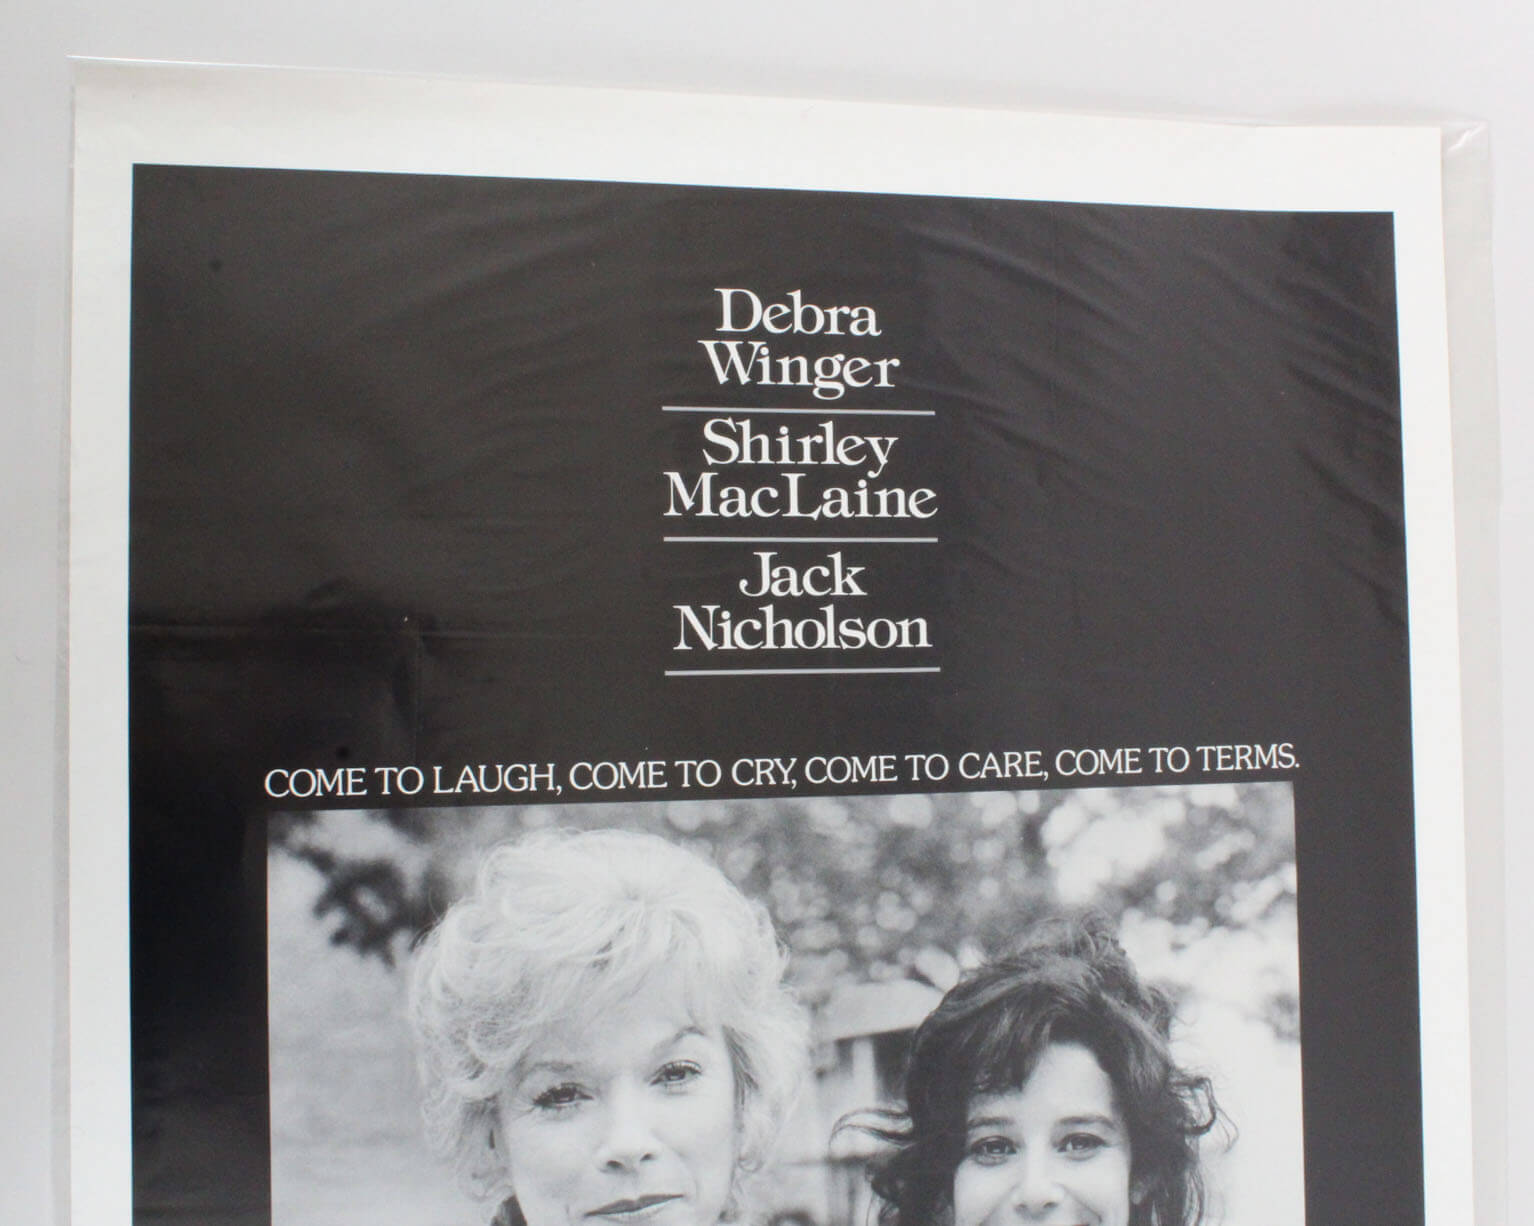 Debra
Winger
Shirley
MacLaine
Jack
Nicholson
COME TO LAUGH, COME TO CRY, COME TO CARE, COME TO TERMS.